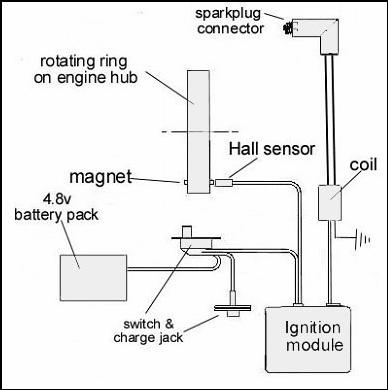 sparkplug
connector
rotating ring
on engine hub
Hall sensor
magnet
coil
4.8v
battery pack
switch &
charge jack
Ignition
module